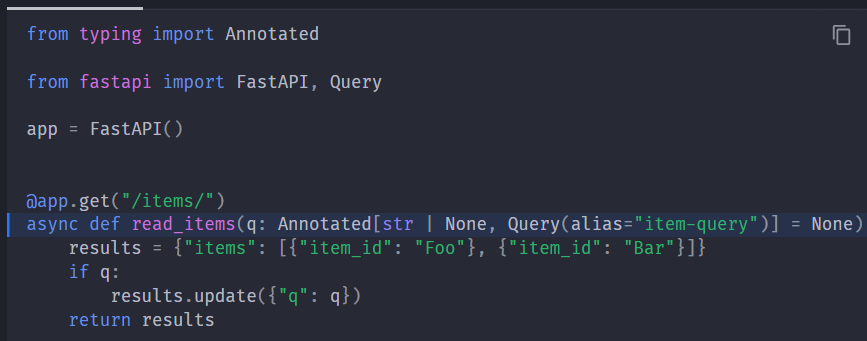 from typing import Annotated
from fastapi import FastAPI, Query
app = FastAPI()
@app.get("/items/")
async def read_items(q: Annotated[str | None, Query(alias="item-query")] = None)
    results = {"items": [{"item_id": "Foo"}, {"item_id": "Bar"}]}
    if q:
        results.update({"q": q})
    return results